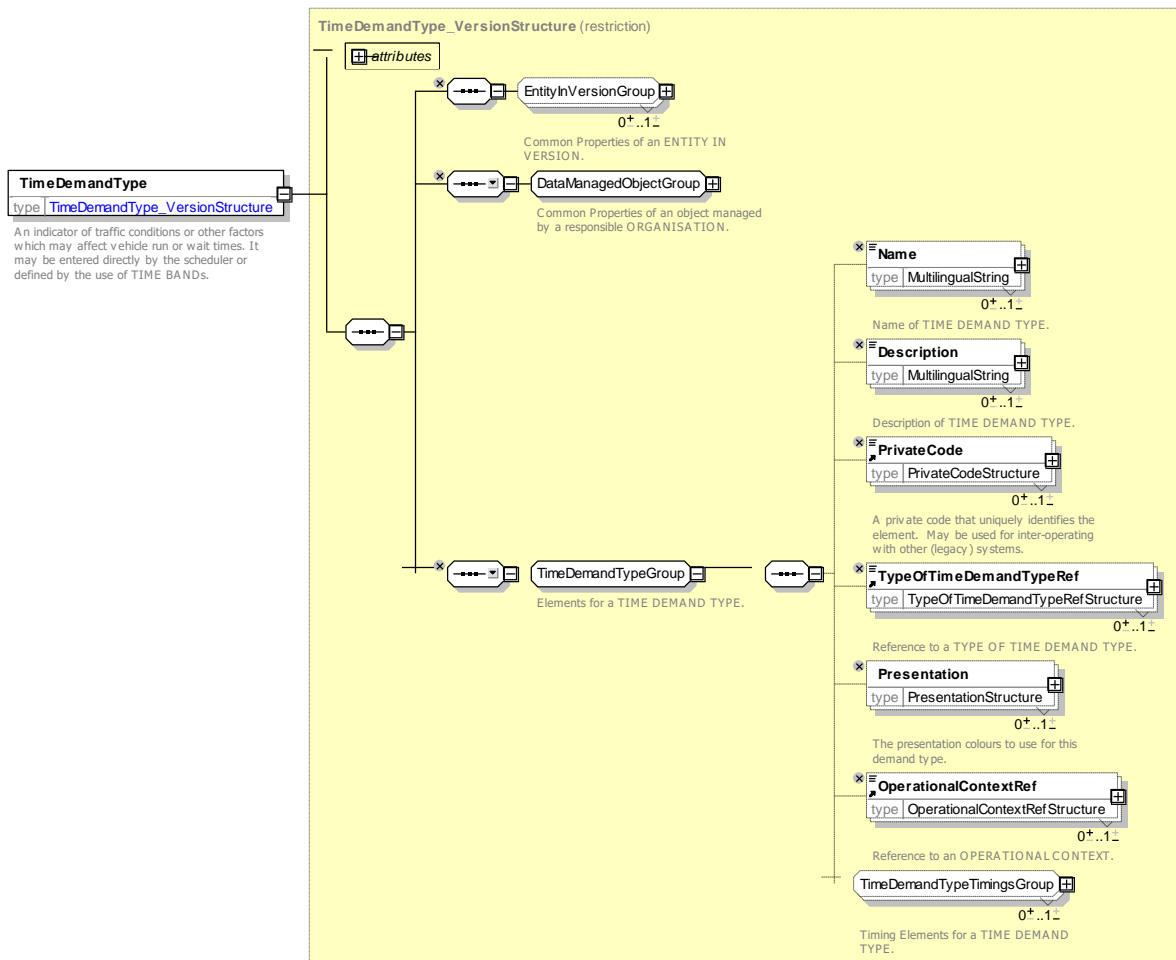 TimeDemandType_VersionStructure (restriction)
attributes
EntityInVersionGroup
0±..1±
Common Properties of an ENTITY IN
VERSION.
TimeDemandType
type TimeDemandType_VersionStructure
An indicator of traffic conditions or other factors
which may affect vehicle run or wait times. It
may be entered directly by the scheduler or
defined by the use of TIME BANDs.
DataManagedObjectGroup
Common Properties of an object managed
by a responsible ORGANISATION.
Name
type MultilingualString
0±..1±
Name of TIME DEMAND TYPE.
Description
type MultilingualString
0±..1±
Description of TIME DEMAND TYPE.
PrivateCode
type PrivateCodeStructure
0±..1±
A private code that uniquely identifies the
element. May be used for inter-operating
with other (legacy) systems.
TimeDemandTypeGroup
Elements for a TIME DEMAND TYPE.
TypeOfTimeDemandTypeRef
type TypeOfTimeDemandTypeRefStructure
0±..1±
Reference to a TYPE OF TIME DEMAND TYPE.
Presentation
type PresentationStructure
0±..1±
The presentation colours to use for this
demand type.
OperationalContextRef
type OperationalContextRefStructure
0±..1±
Reference to an OPERATIONAL CONTEXT.
TimeDemandTypeTimingsGroup
0±..1±
Timing Elements for a TIME DEMAND
TYPE.